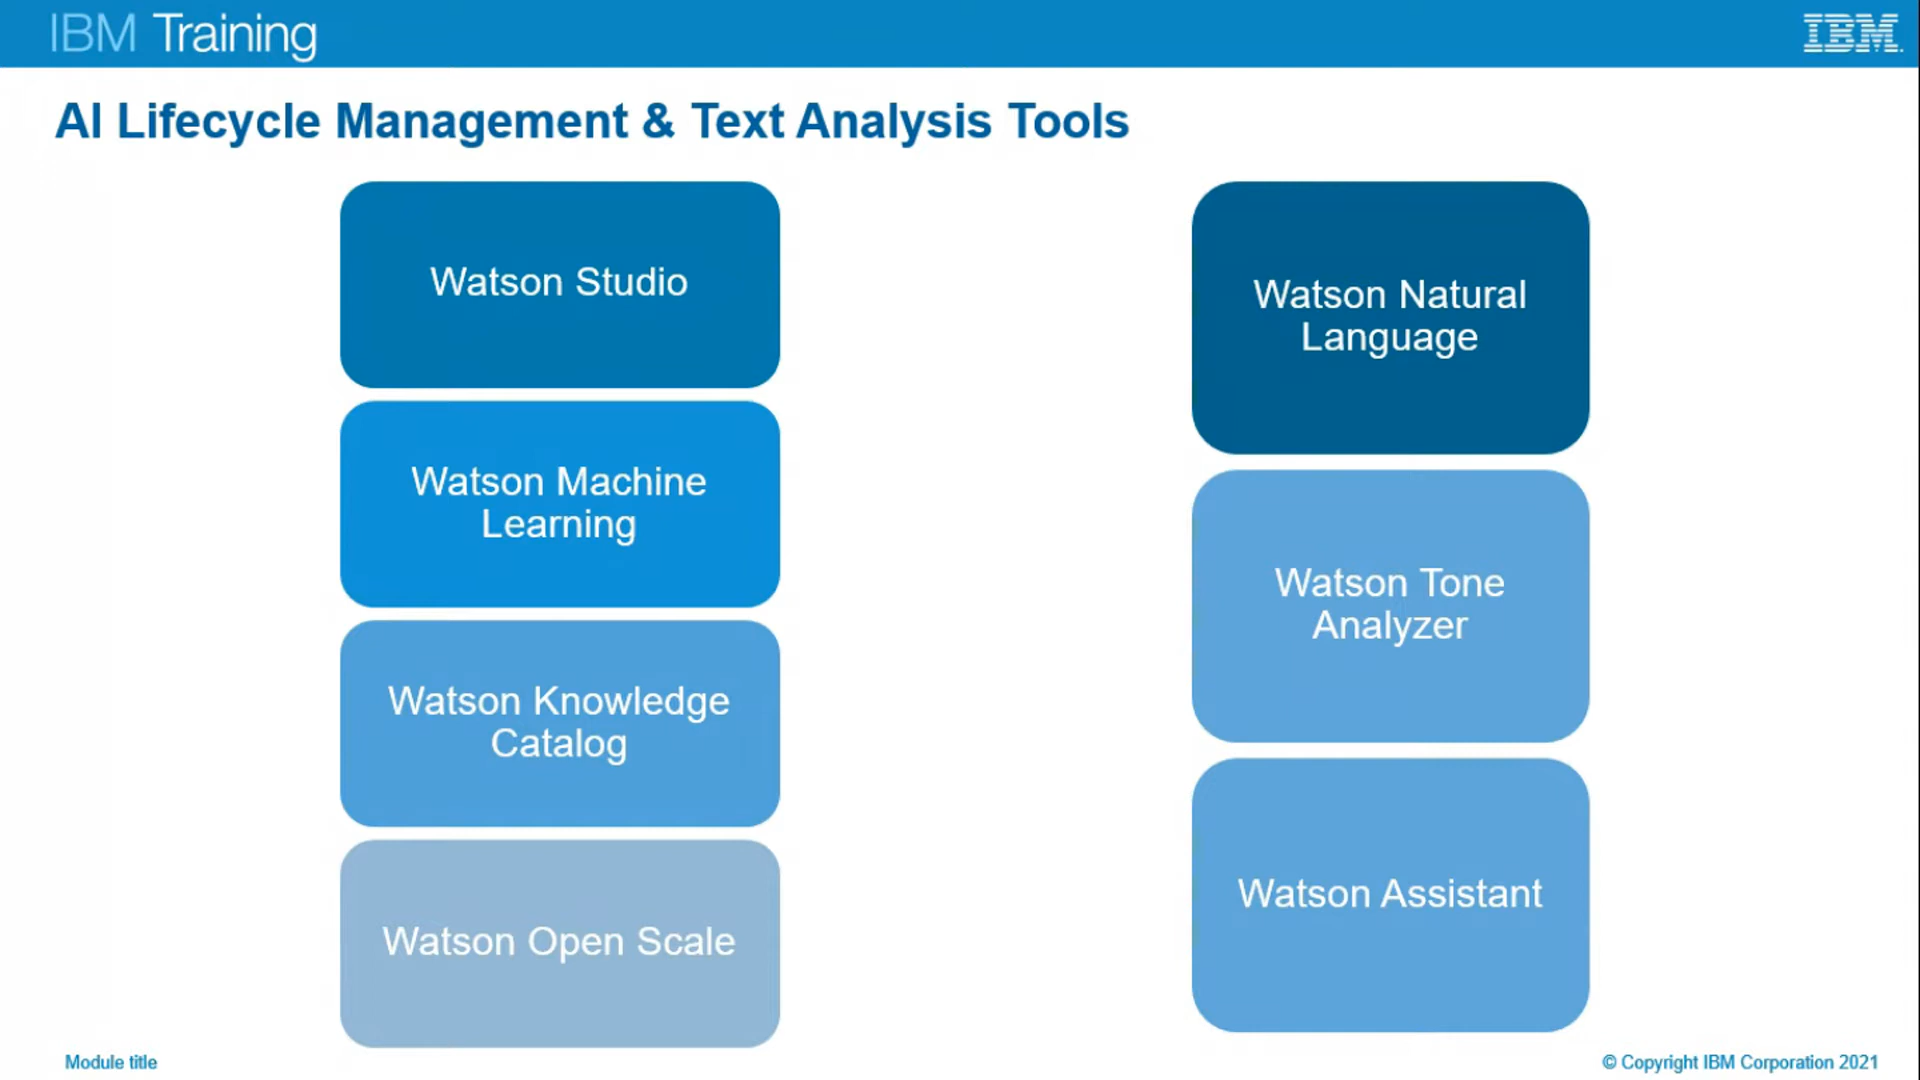 IBM Training
IBM
AI Lifecycle Management & Text Analysis Tools
Watson Studio
Watson Machine
Learning
Watson Knowledge
Catalog
Watson Open Scale
Watson Natural
Language
Watson Tone
Analyzer
Watson Assistant
Module title
© Copyright IBM Corporation 2021